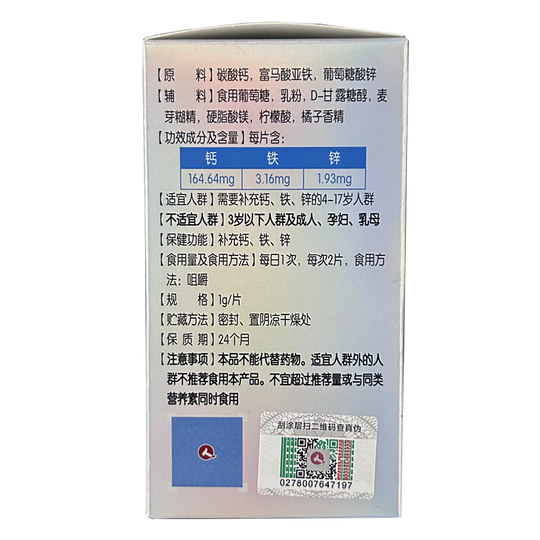 【原　　料】碳酸钙，富马酸亚铁，葡萄糖酸锌
【辅　　料】食用葡萄糖，乳粉，D-甘露糖醇，麦
芽糊精，硬脂酸镁，柠檬酸，橘子香精
【功效成分及含量】每片含：
钙 铁 锌
164.64mg 3.16mg 1.93mg
【适宜人群】需要补充钙、铁、锌的4-17岁人群
【不适宜人群】3岁以下人群及成人、孕妇、乳母
【保健功能】补充钙、铁、锌
【食用量及食用方法】每日1次，每次2片，食用方
法：咀嚼
【规　　格】1g/片
【贮藏方法】密封、置阴凉干燥处
【保 质 期】24个月
【注意事项】本品不能代替药物。适宜人群外的人
群不推荐食用本产品。不宜超过推荐量或与同类
营养素同时食用
刮涂层扫二维码查真伪
0278007647197